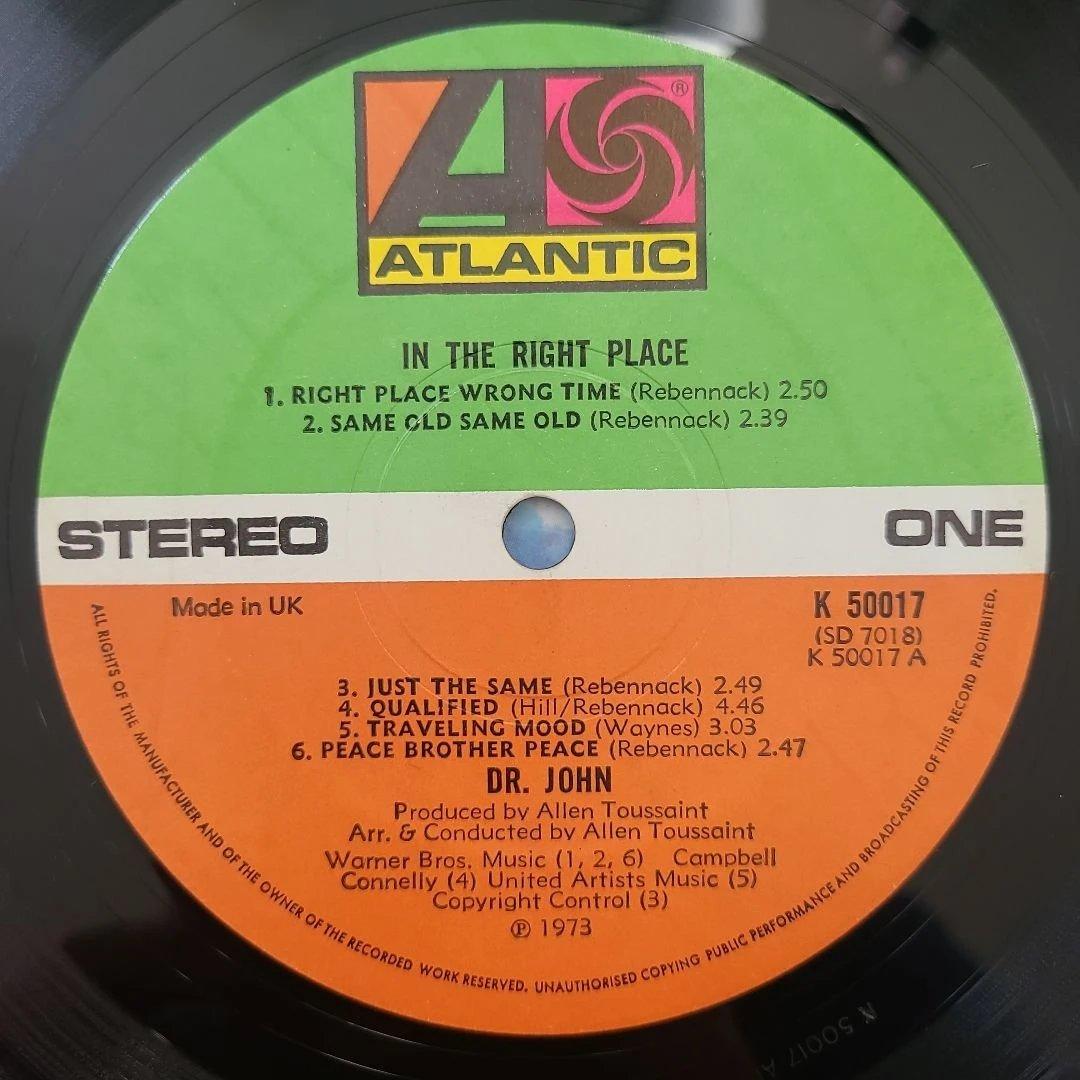 ®
ATLANTIC
IN THE RIGHT PLACE
1. RIGHT PLACE WRONG TIME (Rebennack) 2.50
2. SAME OLD SAME OLD (Rebennack) 2.39
STEREO
ONE
Made in UK
K 50017
(SD 7018)
K 50017 A
3. JUST THE SAME (Rebennack) 2.49
4. QUALIFIED (Hill/Rebennack) 4.46
5. TRAVELING MOOD (Waynes) 3.03
6. PEACE BROTHER PEACE (Rebennack) 2.47
DR. JOHN
Produced by Allen Toussaint
Arr. & Conducted by Allen Toussaint
Warner Bros. Music (1, 2, 6) Campbell
Connelly (4) United Artists Music (5)
Copyright Control (3)
℗ 1973
ALL RIGHTS OF THE MANUFACTURER AND OF THE OWNER OF THE RECORDED WORK RESERVED. UNAUTHORISED COPYING PUBLIC PERFORMANCE AND BROADCASTING OF THIS RECORD PROHIBITED.
K 50017 A